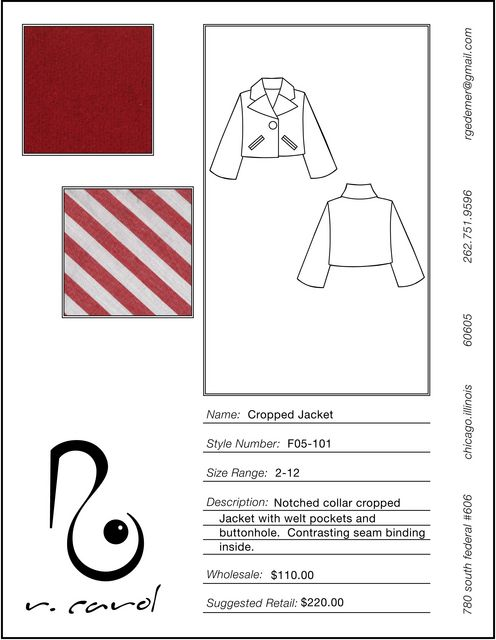 Name: Cropped Jacket
Style Number: F05-101
Size Range: 2-12
Description: Notched collar cropped
Jacket with welt pockets and
buttonhole. Contrasting seam binding
inside.
Wholesale: $110.00
Suggested Retail: $220.00
r. carol
780 south federal #606 chicago.illinois 60605 262.751.9596 rgedemer@gmail.com